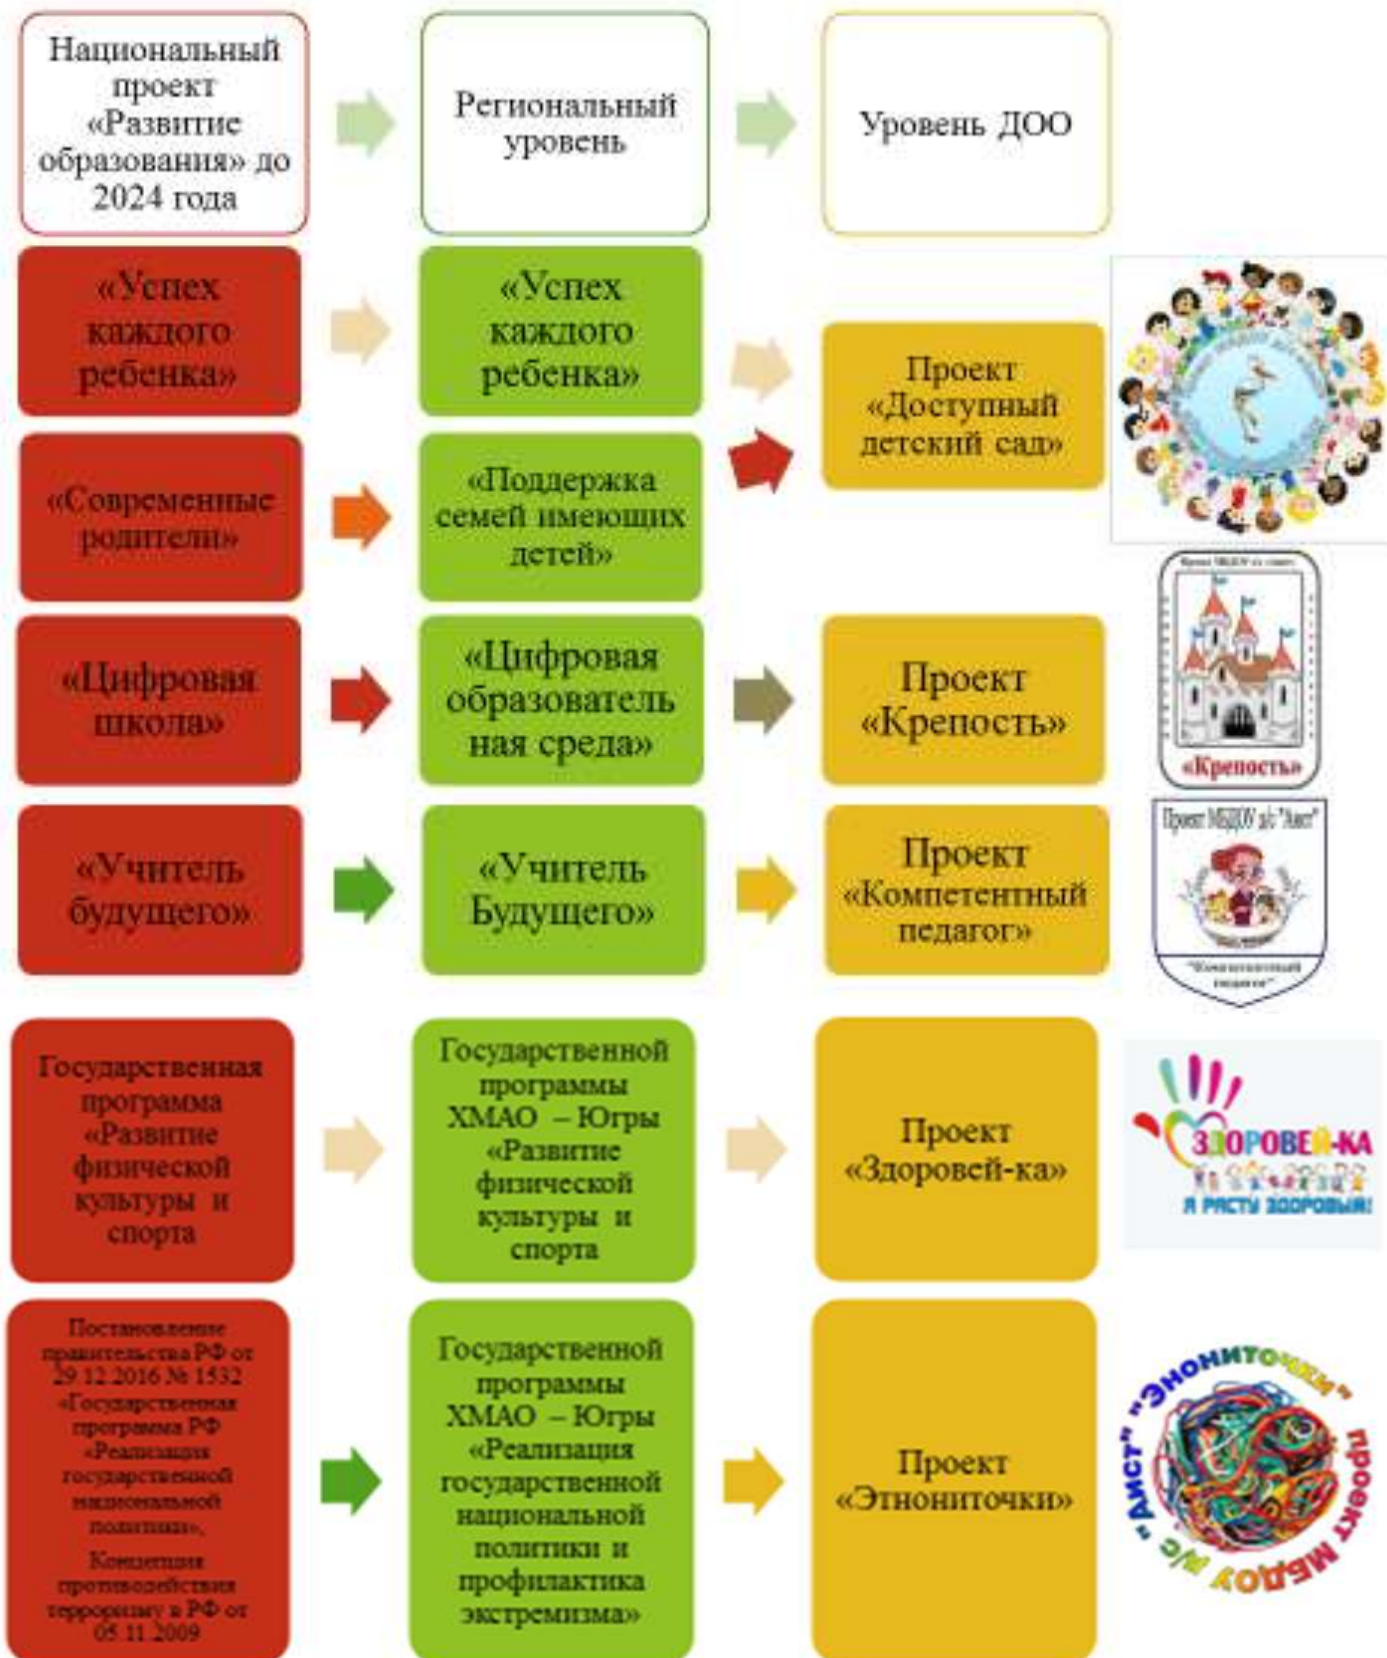 Национальный
проект
«Развитие
образования» до
2024 года
Региональный
уровень
Уровень ДОО
«Успех
каждого
ребенка»
«Успех
каждого
ребенка»
Проект
«Доступный
детский сад»
«Современные
родители»
«Поддержка
семей имеющих
детей»
«Цифровая
школа»
«Цифровая
образователь
ная среда»
Проект
«Крепость»
«Крепость»
«Учитель
будущего»
«Учитель
Будущего»
Проект
«Компетентный
педагог»
Проект МБДОУ д/с "Аист"
"Компетентный
педагог"
Государственная
программа
«Развитие
физической
культуры и
спорта
Государственной
программы
ХМАО – Югры
«Развитие
физической
культуры и
спорта
Проект
«Здоровей-ка»
ЗДОРОВЕЙ-КА
Я РАСТУ ЗДОРОВЫМ!
Постановление
правительства РФ от
29.12.2016 № 1532
«Государственная
программа РФ
«Реализация
государственной
национальной
политики»,
Концепция
противодействия
терроризму в РФ от
05.11.2009
Государственной
программы
ХМАО – Югры
«Реализация
государственной
национальной
политики и
профилактика
экстремизма»
Проект
«Этнониточки»
"Энониточки" проект МБДОУ д/с "Аист"